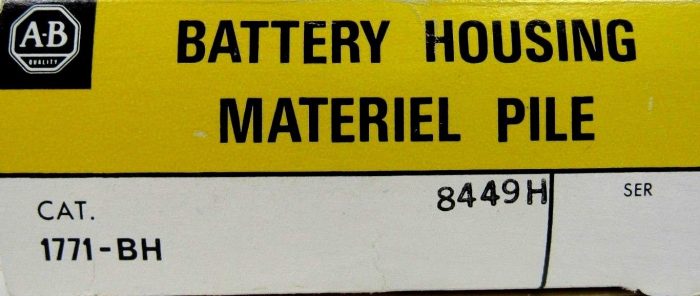 A-B
QUALITY
BATTERY HOUSING
MATERIEL PILE
CAT.
8449H
SER
1771-BH